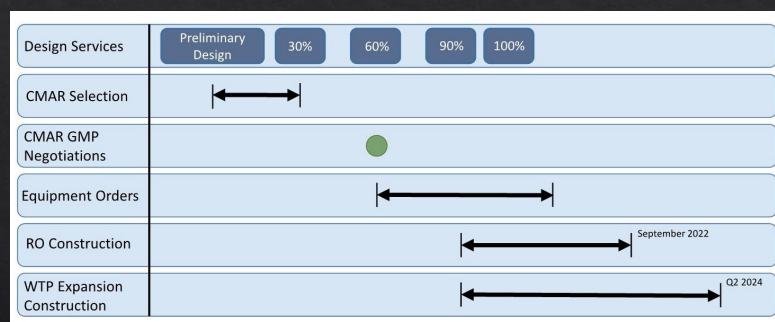 Design Services
Preliminary
Design
30%
60%
90%
100%
CMAR Selection
CMAR GMP
Negotiations
Equipment Orders
RO Construction
September 2022
WTP Expansion
Construction
Q2 2024